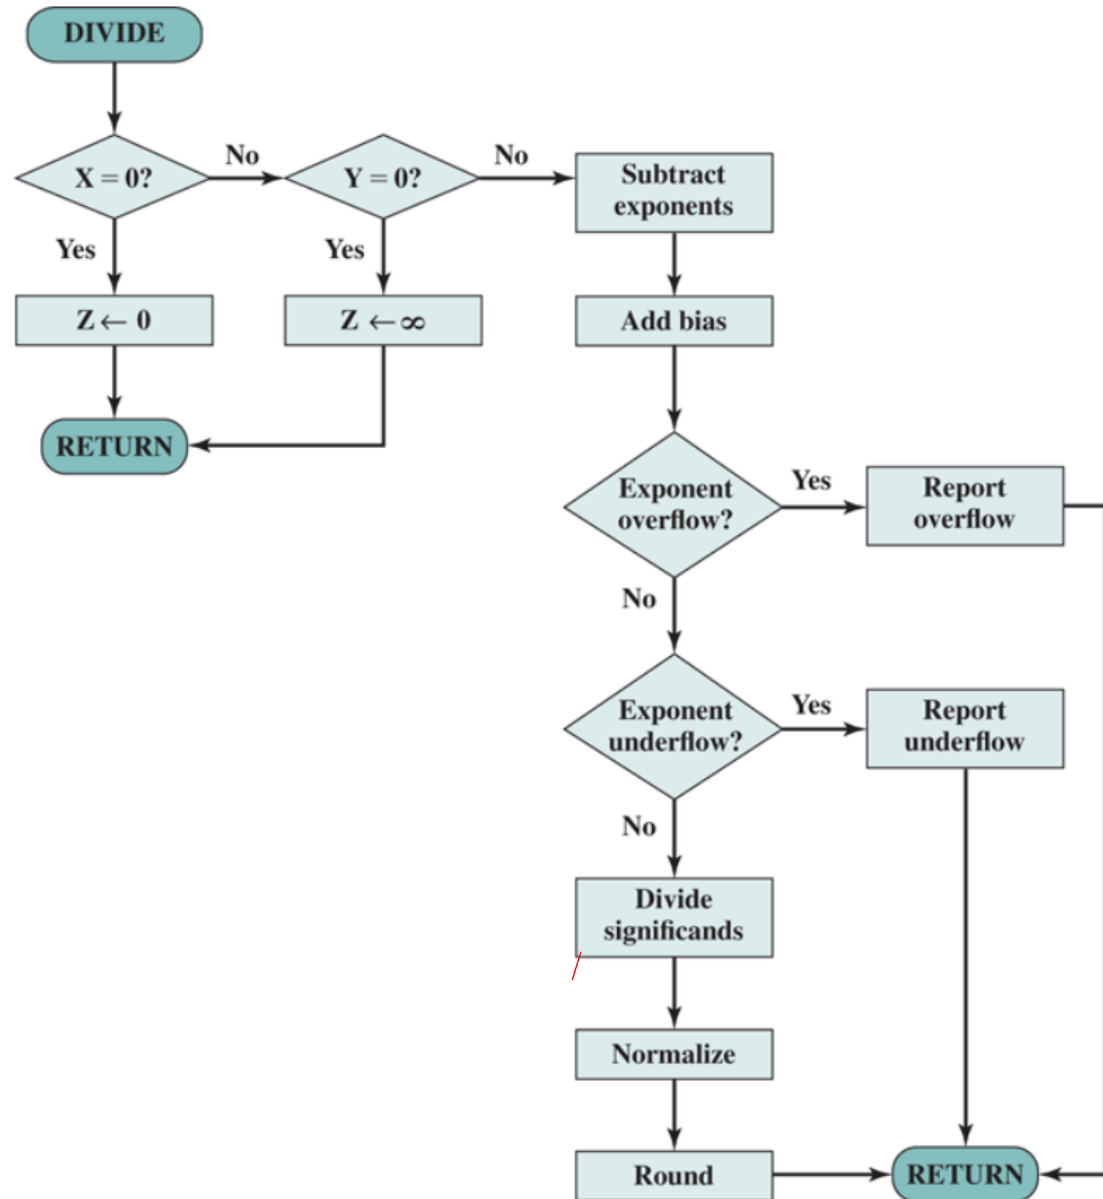 DIVIDE
X = 0?
No
Y = 0?
No
Subtract
exponents
Yes
Yes
Z ← 0
Z ← ∞
Add bias
RETURN
Exponent
overflow?
Yes
Report
overflow
No
Exponent
underflow?
Yes
Report
underflow
No
Divide
significands
Normalize
Round
RETURN